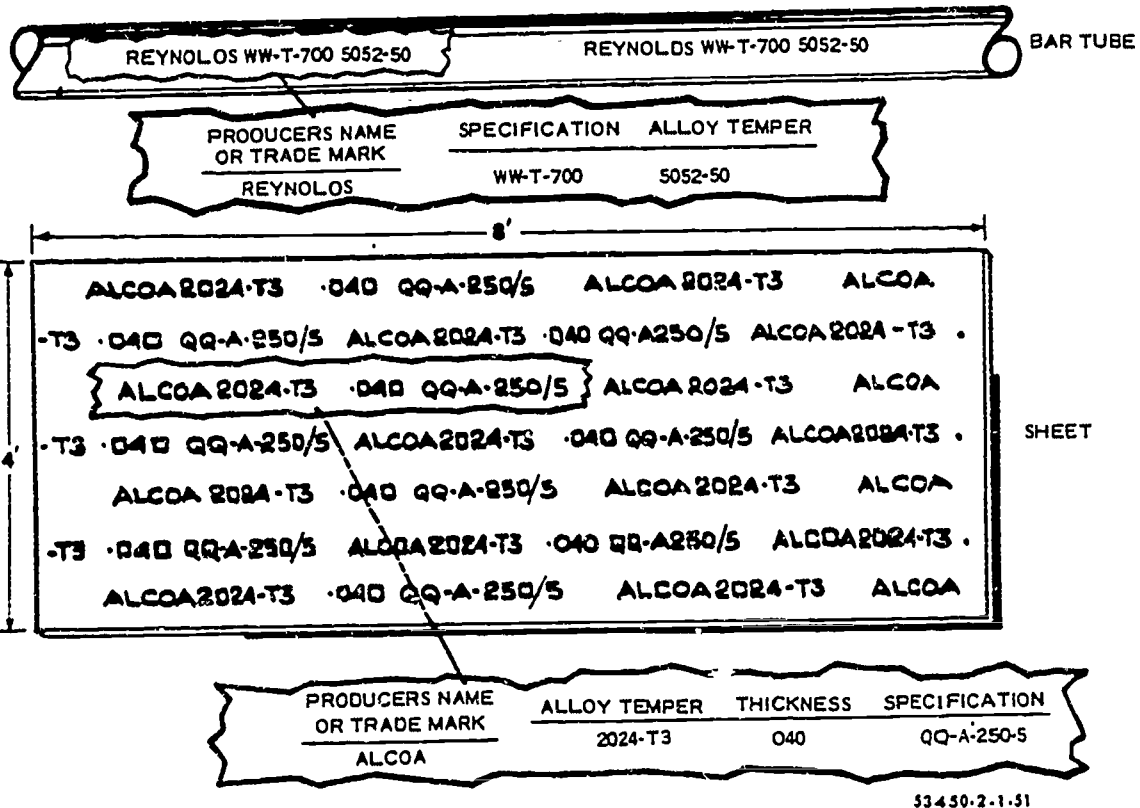 REYNOLOS WW-T-700 5052-50 REYNOLDS WW-T-700 5052-50 BAR TUBE
PRODUCERS NAME OR TRADE MARK SPECIFICATION ALLOY TEMPER
REYNOLOS WW-T-700 5052-50
8'
ALCOA 2024-T3 .040 QQ-A-250/5 ALCOA 2024-T3 ALCOA
-T3 .040 QQ-A-250/5 ALCOA 2024-T3 .040 QQ-A250/5 ALCOA 2024-T3 .
ALCOA 2024-T3 .040 QQ-A-250/5 ALCOA 2024-T3 ALCOA
4'
-T3 .040 QQ-A-250/5 ALCOA 2024-T3 .040 QQ-A-250/5 ALCOA 2024-T3 . SHEET
ALCOA 2024-T3 .040 QQ-A-250/5 ALCOA 2024-T3 ALCOA
-T3 .040 QQ-A-250/5 ALCOA 2024-T3 .040 QQ-A250/5 ALCOA 2024-T3 .
ALCOA 2024-T3 .040 QQ-A-250/5 ALCOA 2024-T3 ALCOA
PRODUCERS NAME OR TRADE MARK ALLOY TEMPER THICKNESS SPECIFICATION
ALCOA 2024-T3 040 QQ-A-250-5
53450-2-1-51